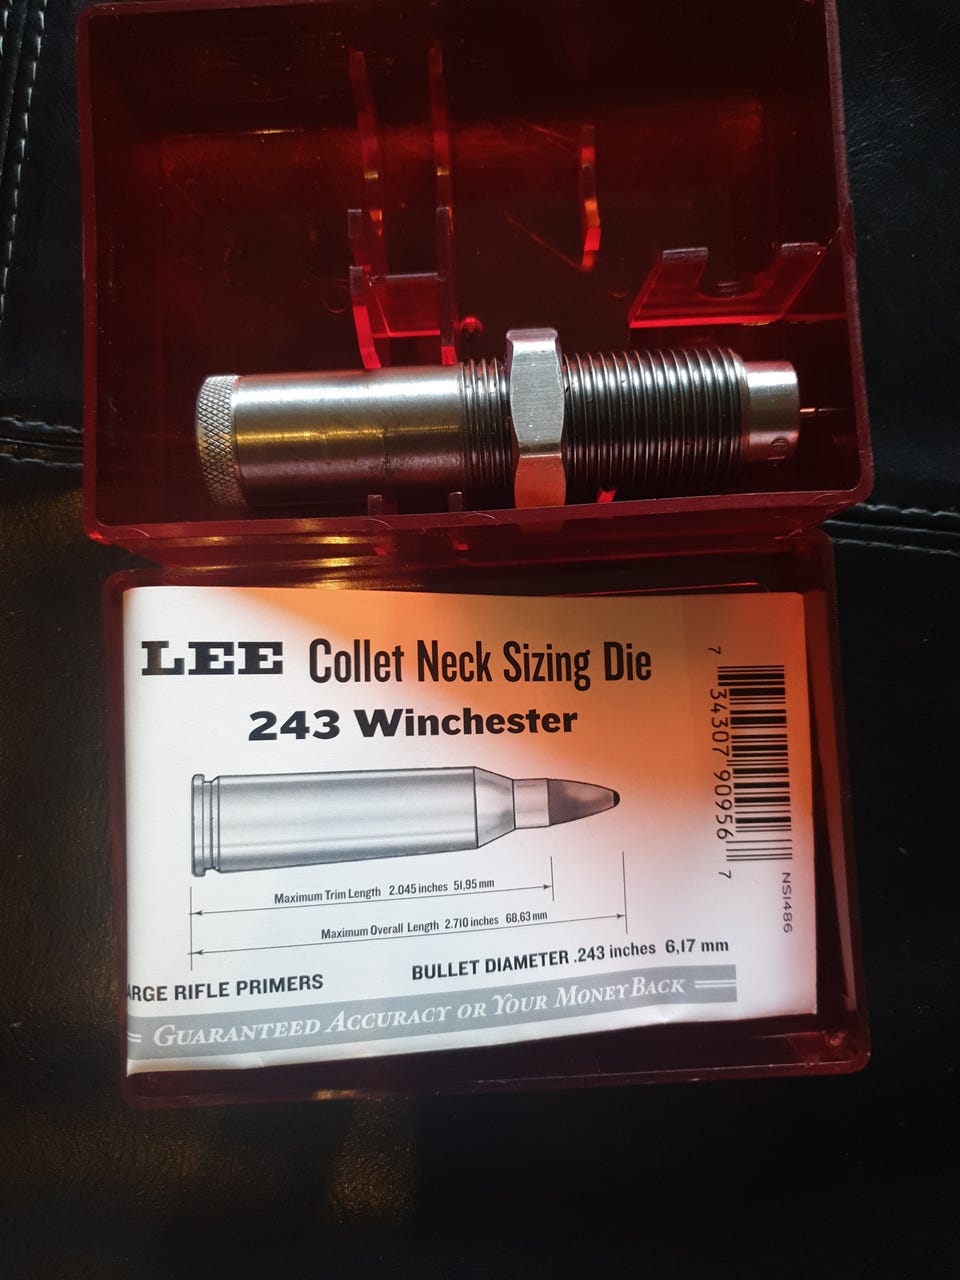 LEE Collet Neck Sizing Die
243 Winchester
Maximum Trim Length 2.045 inches 51,95 mm
Maximum Overall Length 2.710 inches 68,63 mm
ARGE RIFLE PRIMERS
BULLET DIAMETER .243 inches 6,17 mm
GUARANTEED ACCURACY OR YOUR MONEY BACK
7 34307 90956 7
NS1486